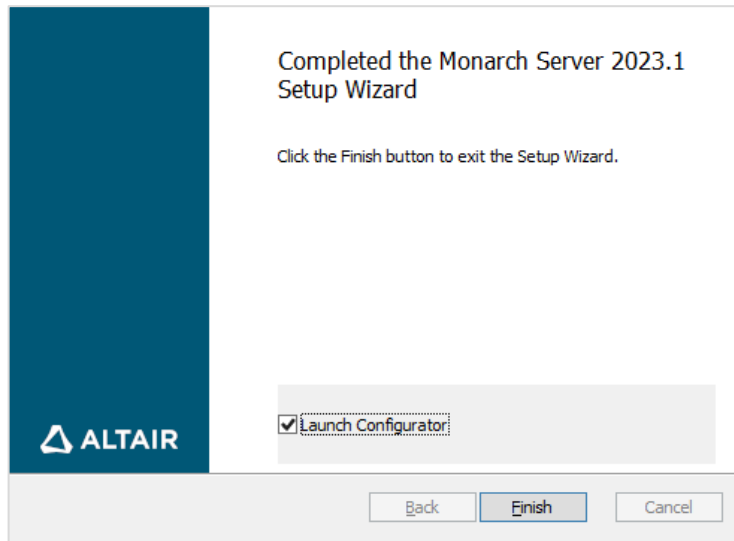 Completed the Monarch Server 2023.1
Setup Wizard
Click the Finish button to exit the Setup Wizard.
Launch Configurator
ALTAIR
Back
Finish
Cancel